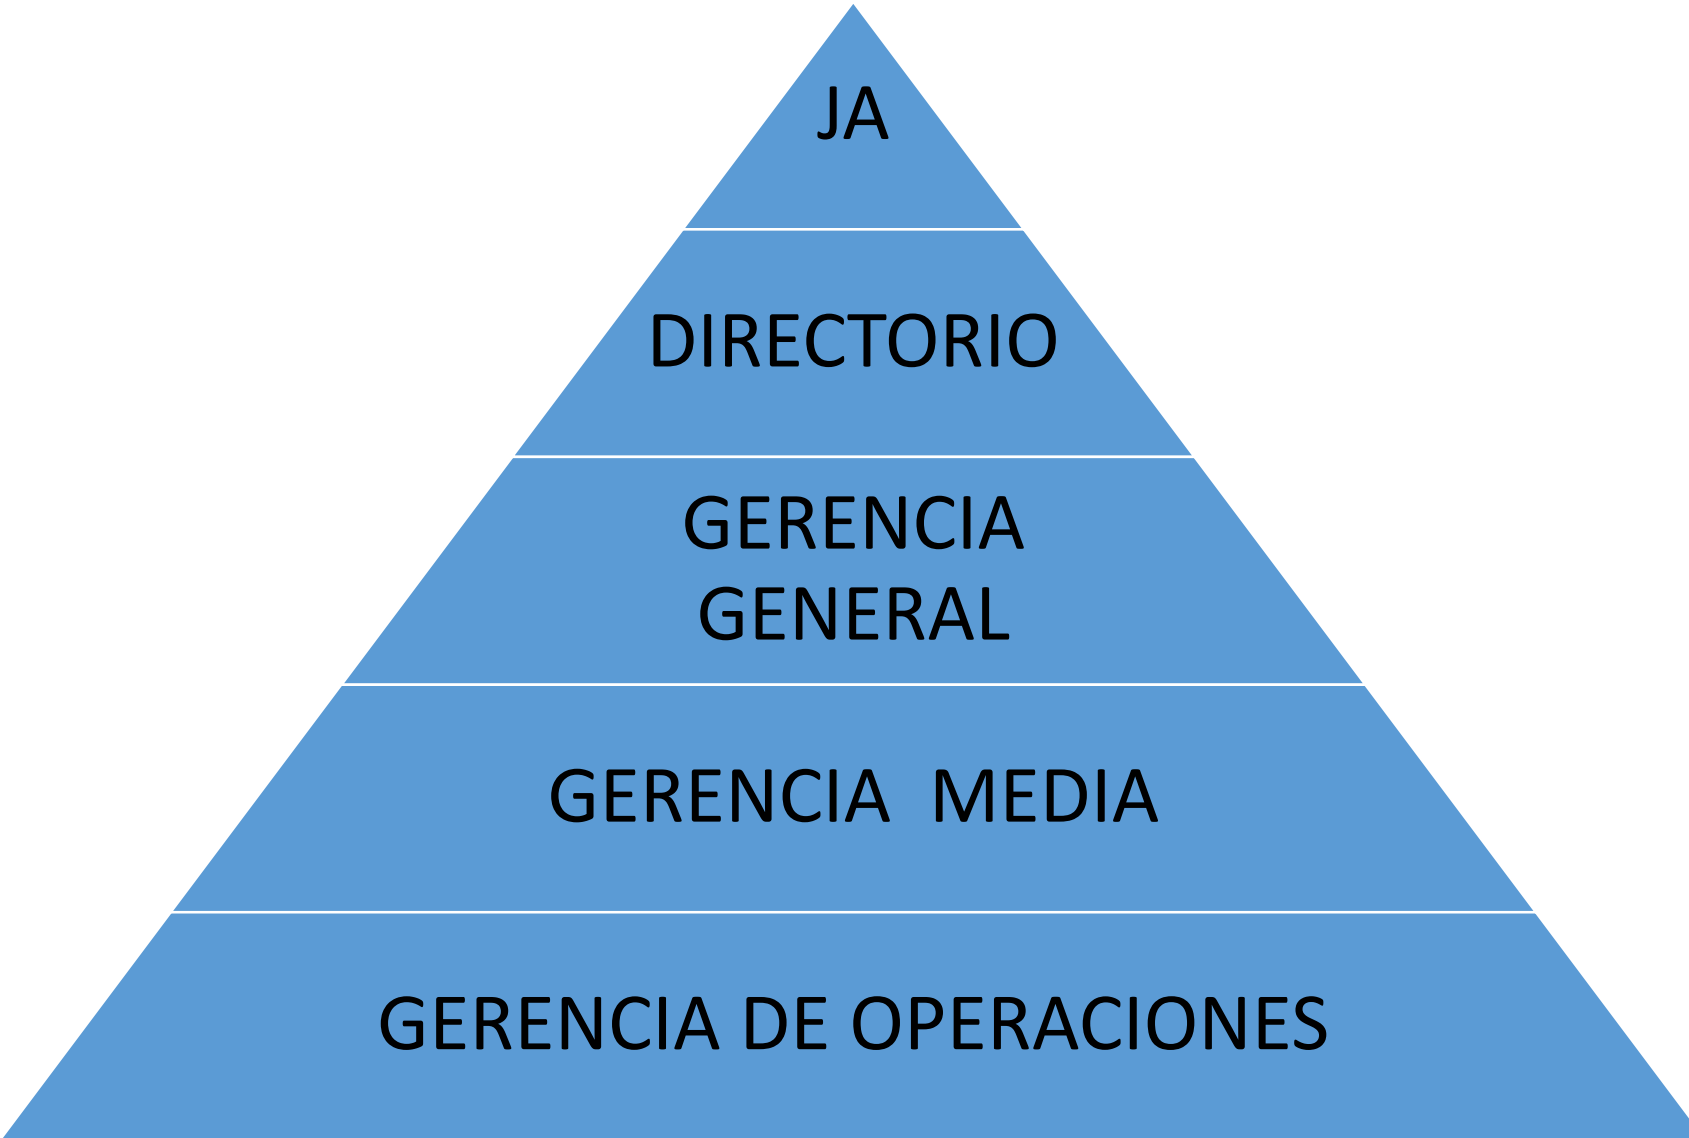 JA
DIRECTORIO
GERENCIA
GENERAL
GERENCIA  MEDIA
GERENCIA DE OPERACIONES